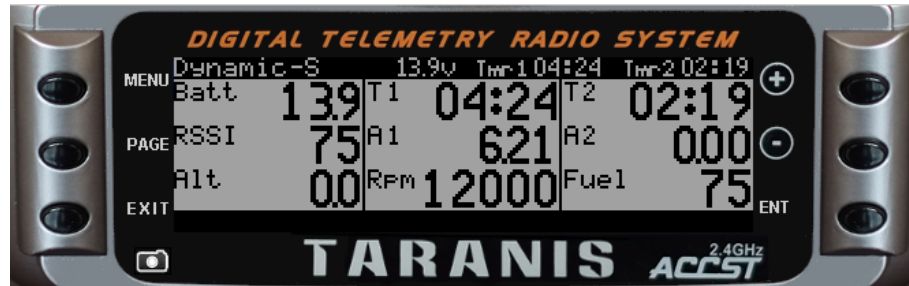 DIGITAL TELEMETRY RADIO SYSTEM
MENU
Dynamic-S 13.9v Tmr1 04:24 Tmr2 02:19
Batt 13.9 T1 04:24 T2 02:19
PAGE
RSSI 75 A1 6.21 A2 0.00
-
Alt 0.0 Rpm 12000 Fuel 75
EXIT
ENT
TARANIS
2.4GHz
ACCST
+